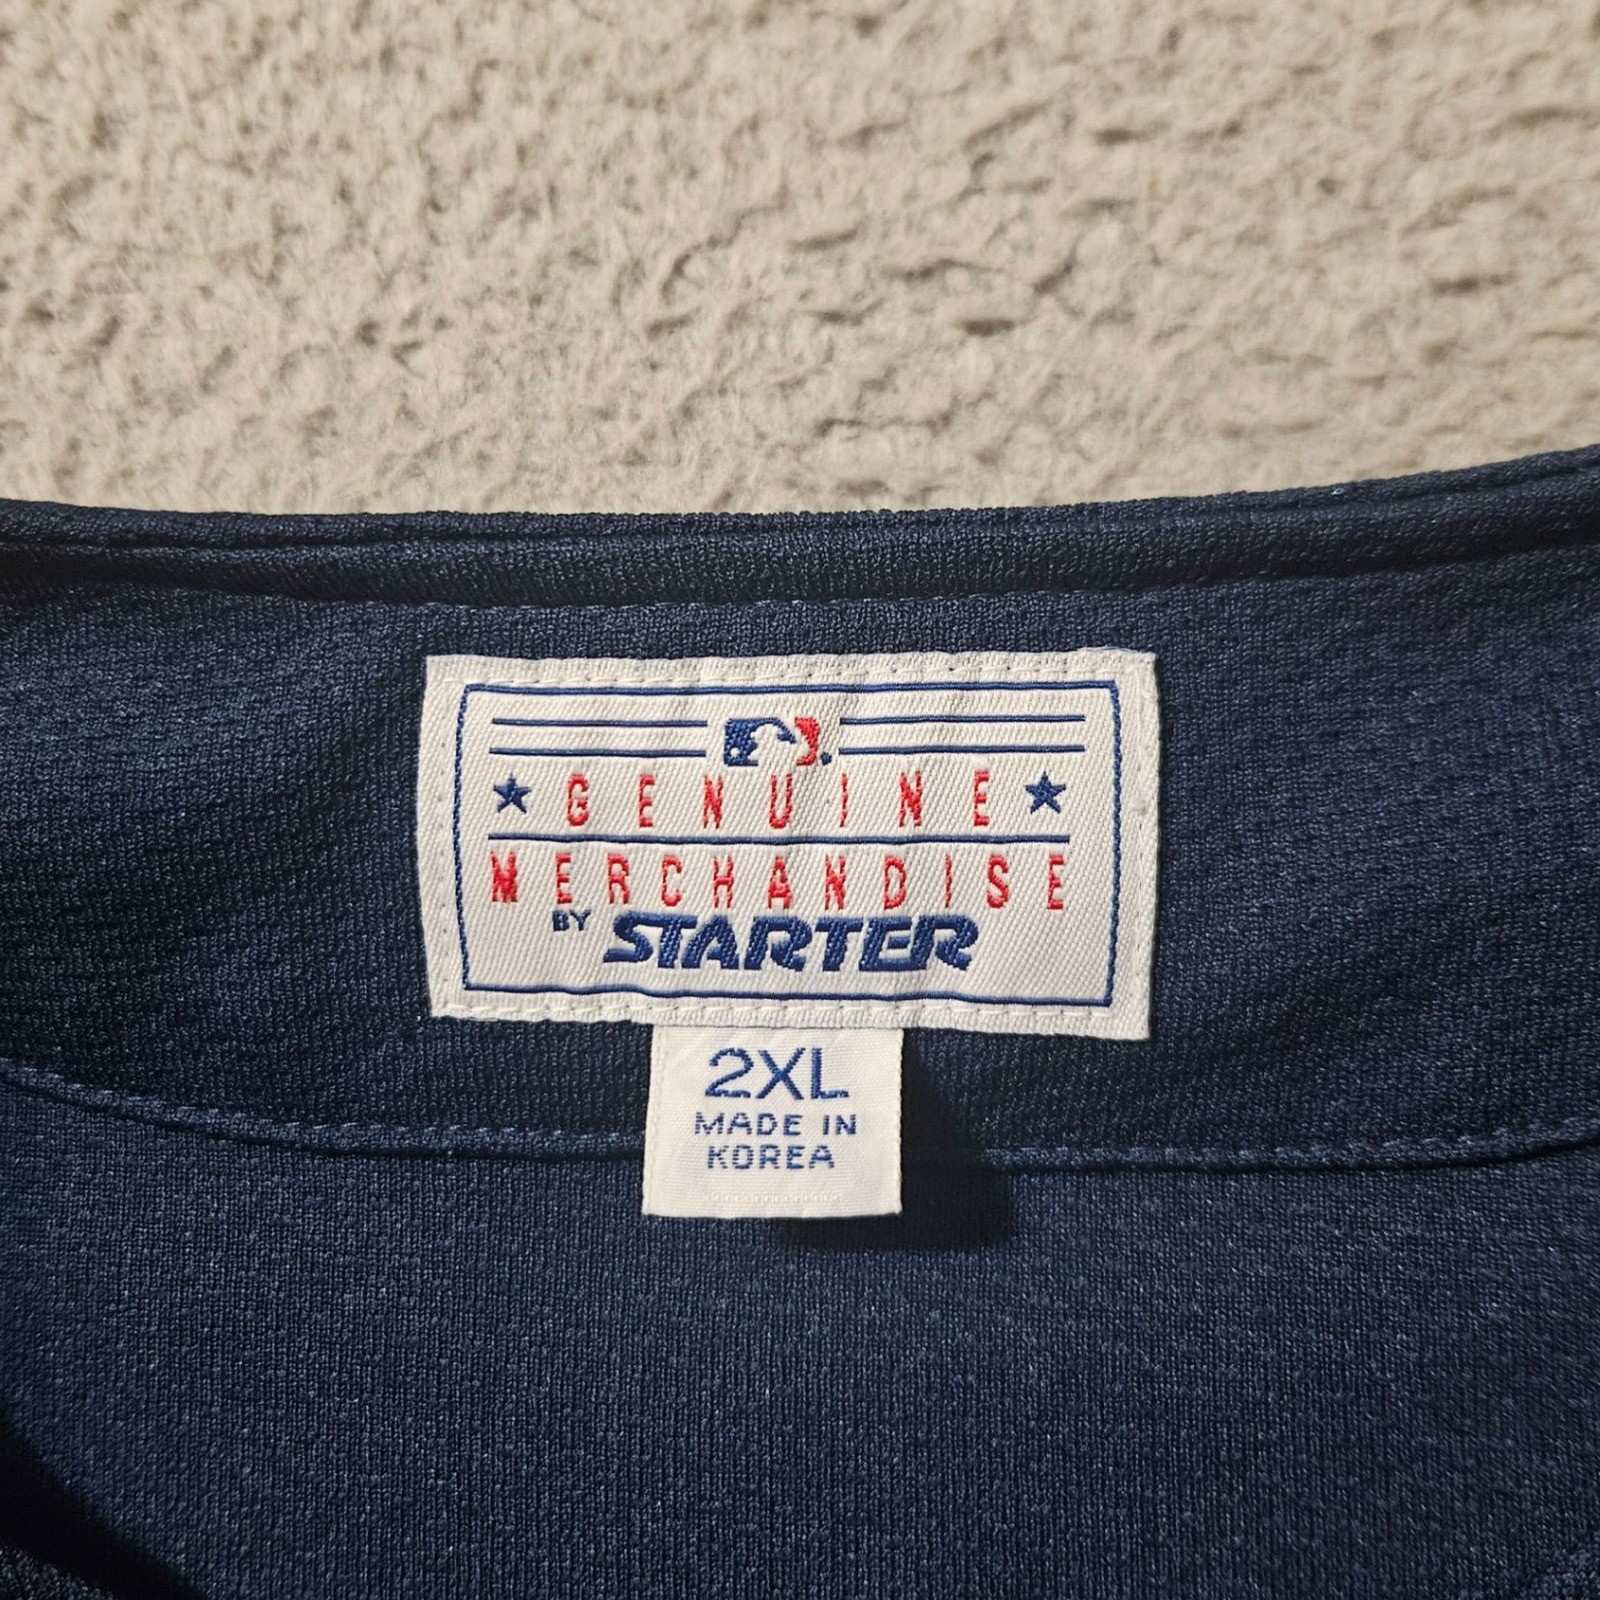 GENUINE
MERCHANDISE
BY STARTER
2XL
MADE IN
KOREA